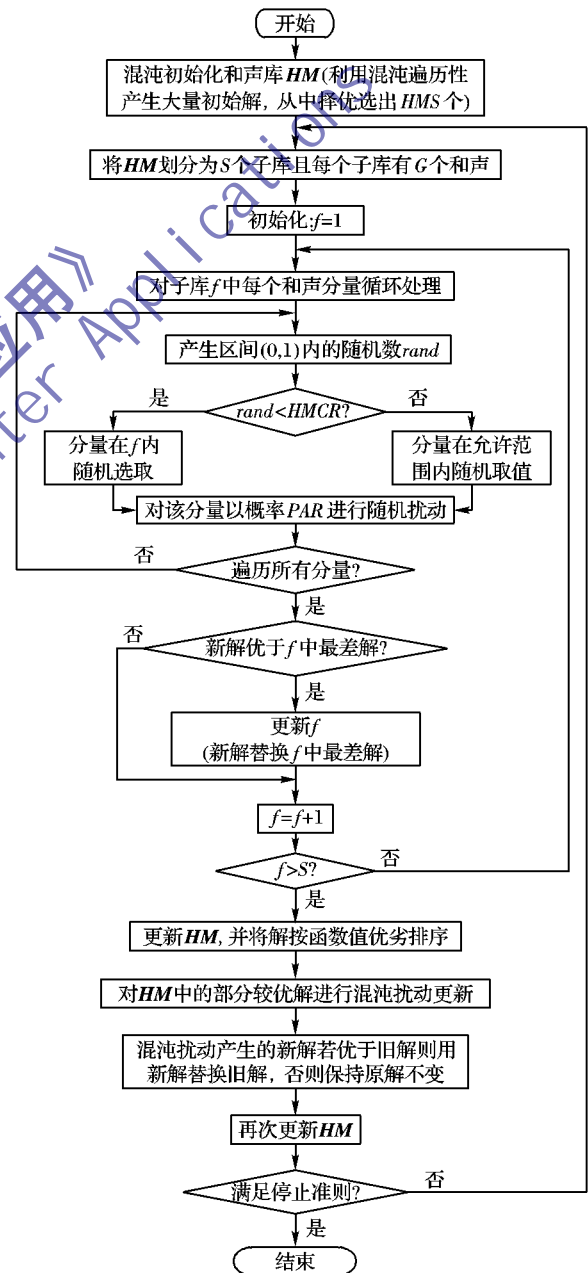 开始
混沌初始化和声库HM(利用混沌遍历性
产生大量初始解, 从中择优选出HMS个)
将HM划分为S个子库且每个子库有G个和声
初始化:f=1
对子库f中每个和声分量循环处理
产生区间(0,1)内的随机数rand
是
rand<HMCR?
否
分量在f内
随机选取
分量在允许范
围内随机取值
对该分量以概率PAR进行随机扰动
否
遍历所有分量?
是
否
新解优于f中最差解?
是
更新f
(新解替换f中最差解)
f=f+1
f>S?
否
是
更新HM, 并将解按函数值优劣排序
对HM中的部分较优解进行混沌扰动更新
混沌扰动产生的新解若优于旧解则用
新解替换旧解, 否则保持原解不变
再次更新HM
满足停止准则?
否
是
结束
应用》
ter Applications